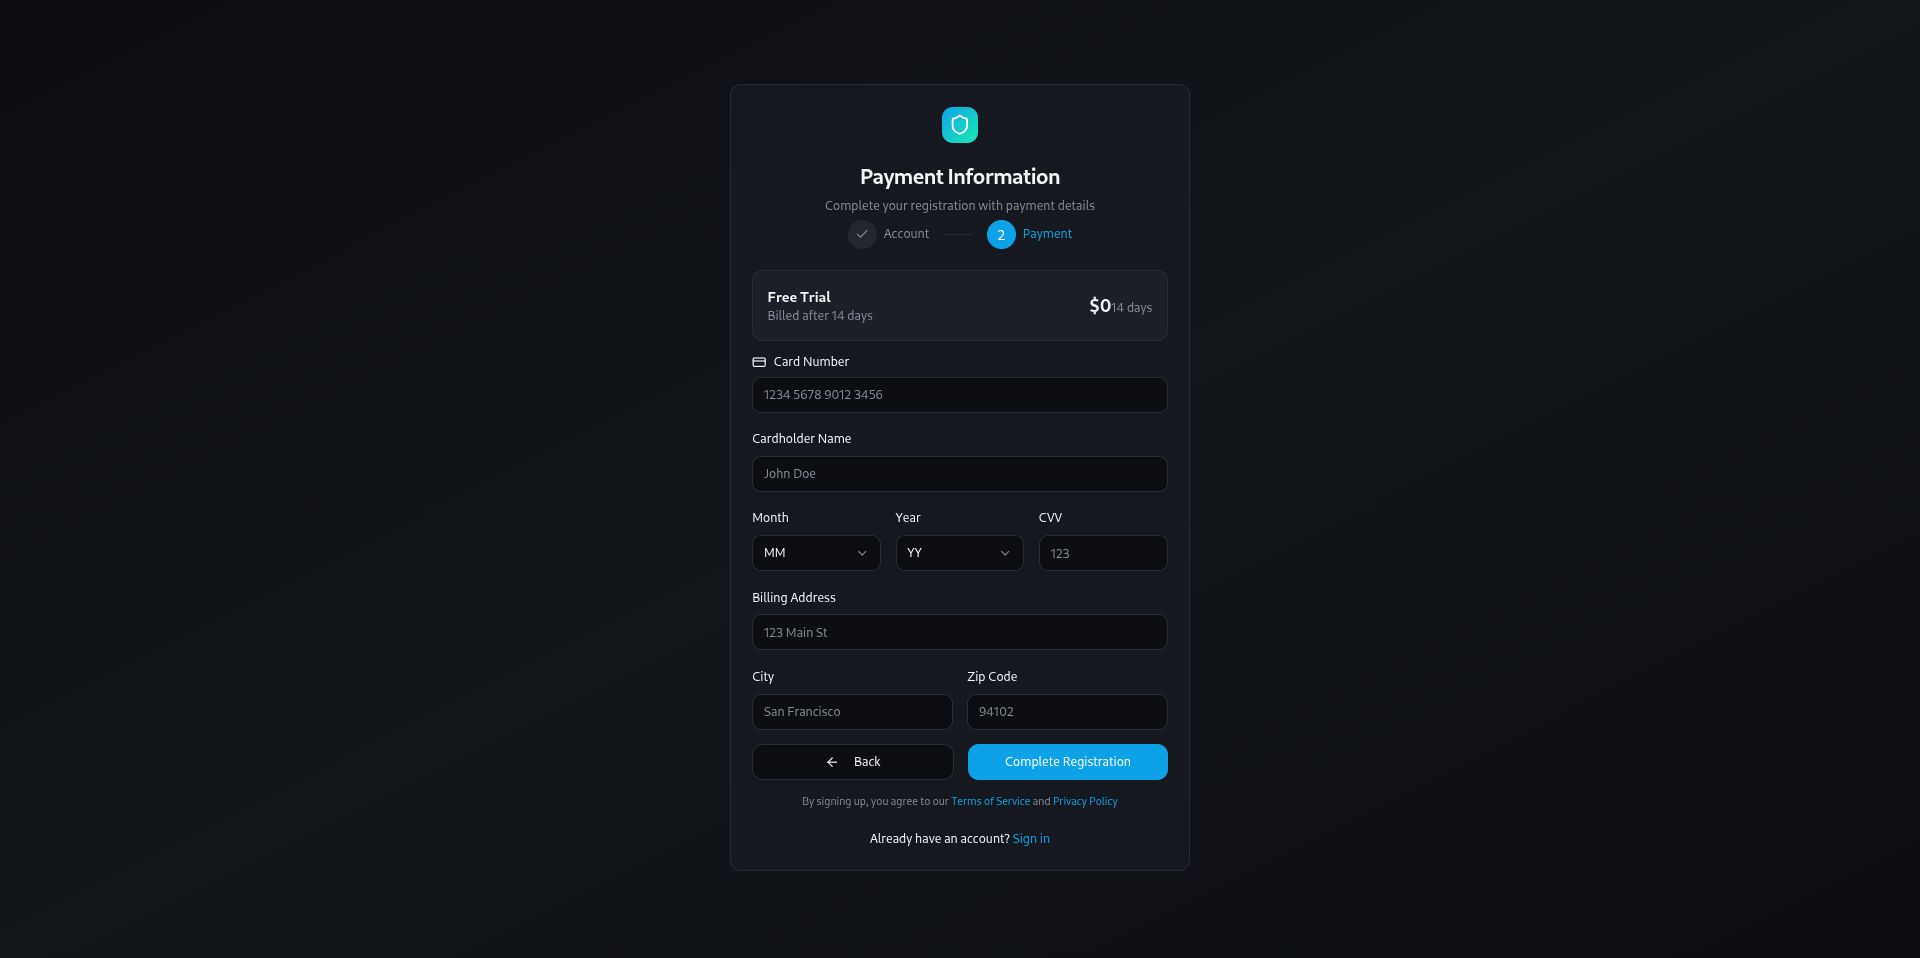 Payment Information
Complete your registration with payment details
Account 2 Payment
Free Trial
Billed after 14 days
$014 days
Card Number
1234 5678 9012 3456
Cardholder Name
John Doe
Month Year CVV
MM YY 123
Billing Address
123 Main St
City Zip Code
San Francisco 94102
Back Complete Registration
By signing up, you agree to our Terms of Service and Privacy Policy
Already have an account? Sign in